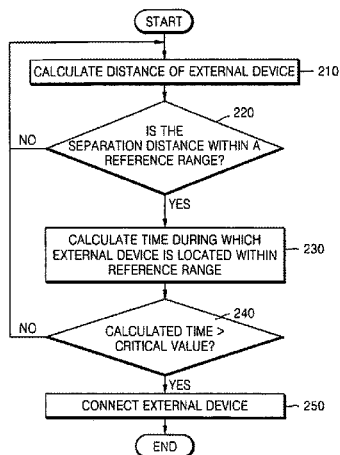 START
CALCULATE DISTANCE OF EXTERNAL DEVICE
210
220
IS THE
SEPARATION DISTANCE WITHIN A
REFERENCE RANGE?
NO
YES
CALCULATE TIME DURING WHICH
EXTERNAL DEVICE IS LOCATED WITHIN
REFERENCE RANGE
230
240
CALCULATED TIME >
CRITICAL VALUE?
NO
YES
CONNECT EXTERNAL DEVICE
250
END